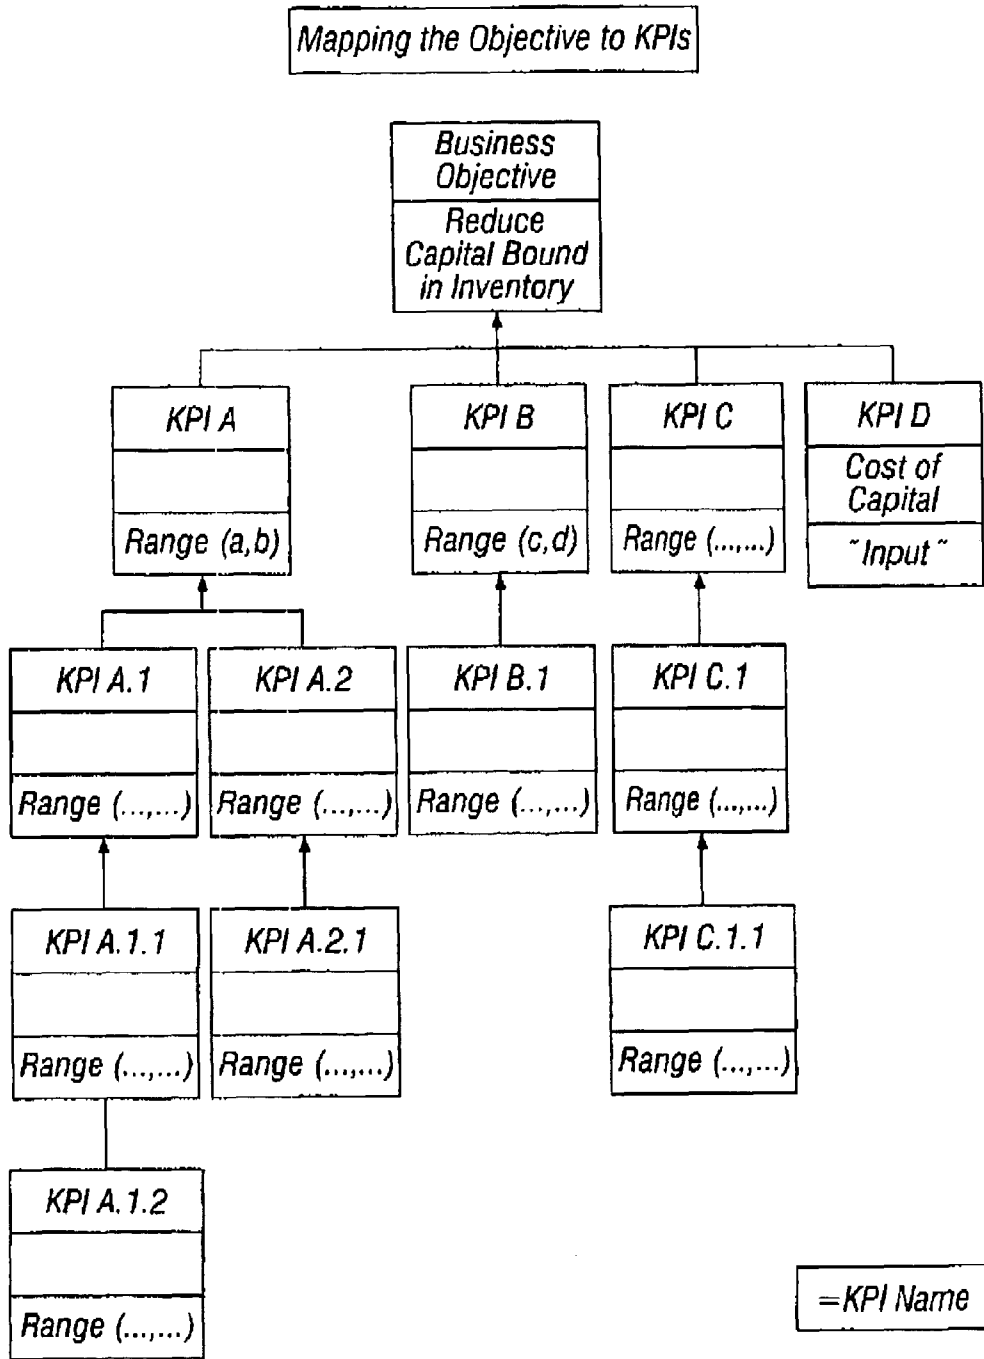 Mapping the Objective to KPIs
Business
Objective
Reduce
Capital Bound
in Inventory
KPI A
KPI B
KPI C
KPI D
Cost of
Capital
Range (a,b)
Range (c,d)
Range (...,...)
"Input"
KPI A.1
KPI A.2
KPI B.1
KPI C.1
Range (...,...)
Range (...,...)
Range (...,...)
Range (...,...)
KPI A.1.1
KPI A.2.1
KPI C.1.1
Range (...,...)
Range (...,...)
Range (...,...)
KPI A.1.2
Range (...,...)
=KPI Name